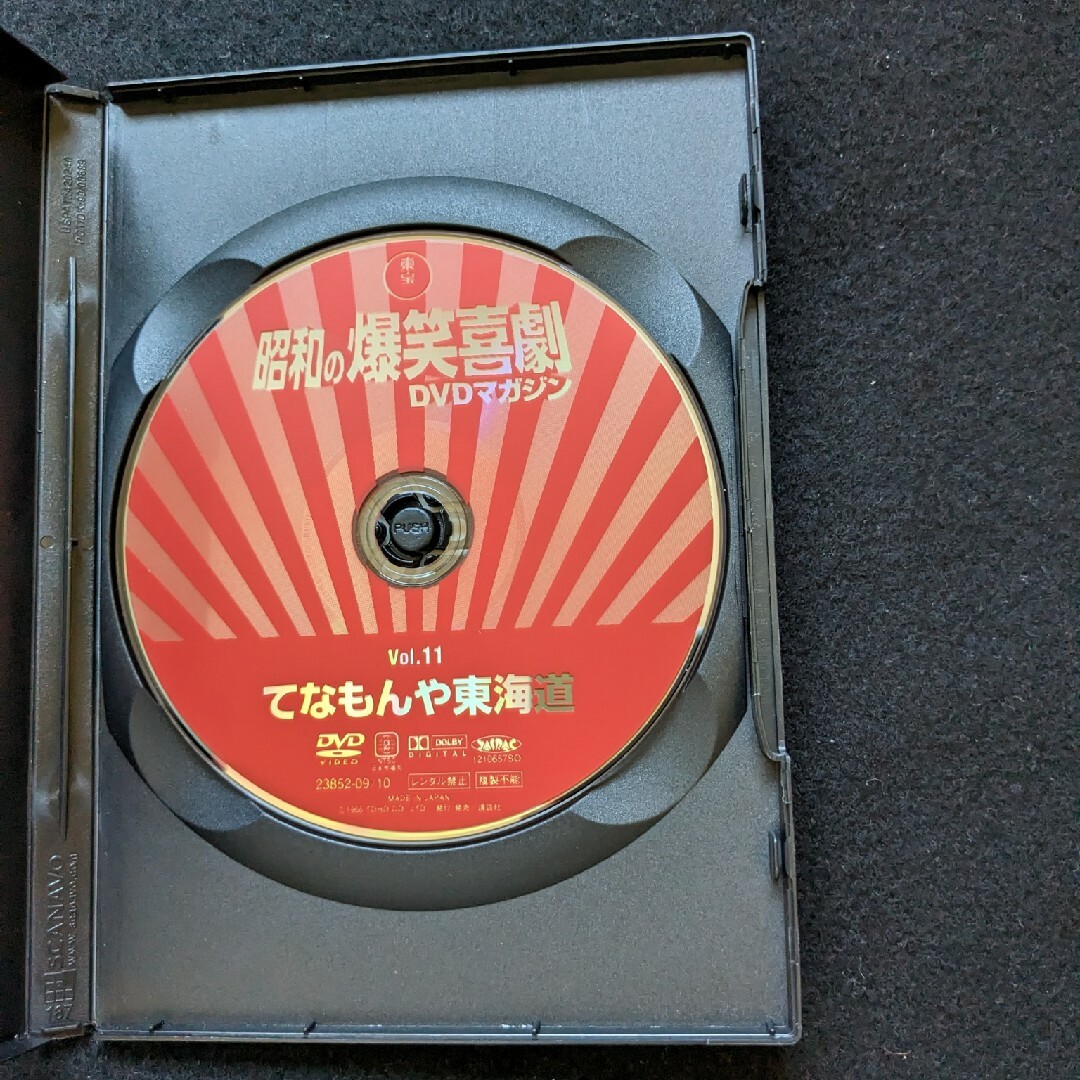 東宝
昭和の爆笑喜劇
DVDマガジン
PUSH
Vol.11
てなもんや東海道
DVD
VIDEO
DOLBY
DIGITAL
23852-09/10
レンタル禁止
複製不能
MADE IN JAPAN
SCANAVO